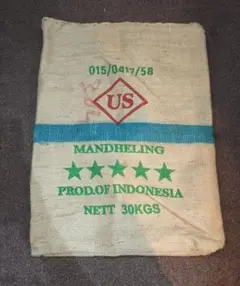 015/0417/58
US
MANDHELING
PROD.OF INDONESIA
NETT 30KGS